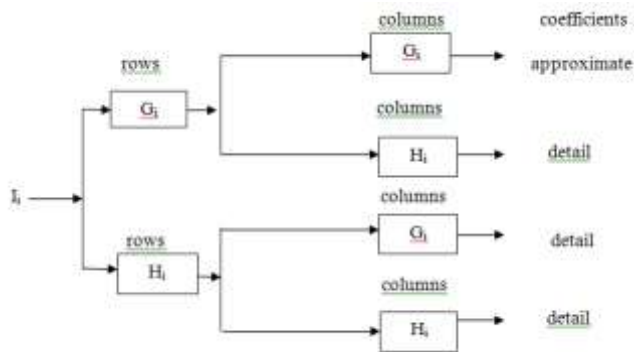 columns coefficients
rows Gi approximate
Gi columns
Hi detail
Ii columns
rows Gi detail
Hi columns
Hi detail